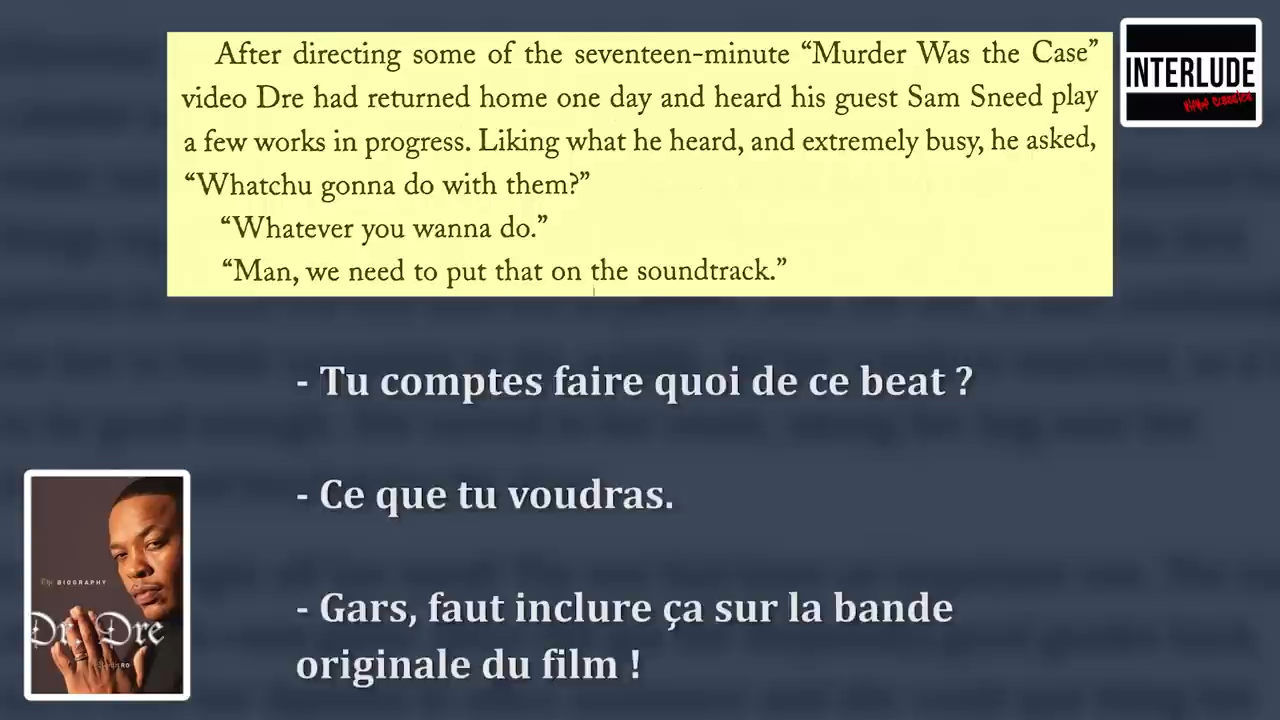 After directing some of the seventeen-minute “Murder Was the Case”
video Dre had returned home one day and heard his guest Sam Sneed play
a few works in progress. Liking what he heard, and extremely busy, he asked,
“Whatchu gonna do with them?”
“Whatever you wanna do.”
“Man, we need to put that on the soundtrack.”
INTERLUDE
- Tu comptes faire quoi de ce beat ?
- Ce que tu voudras.
- Gars, faut inclure ça sur la bande
originale du film !
The BIOGRAPHY
Dr. Dre